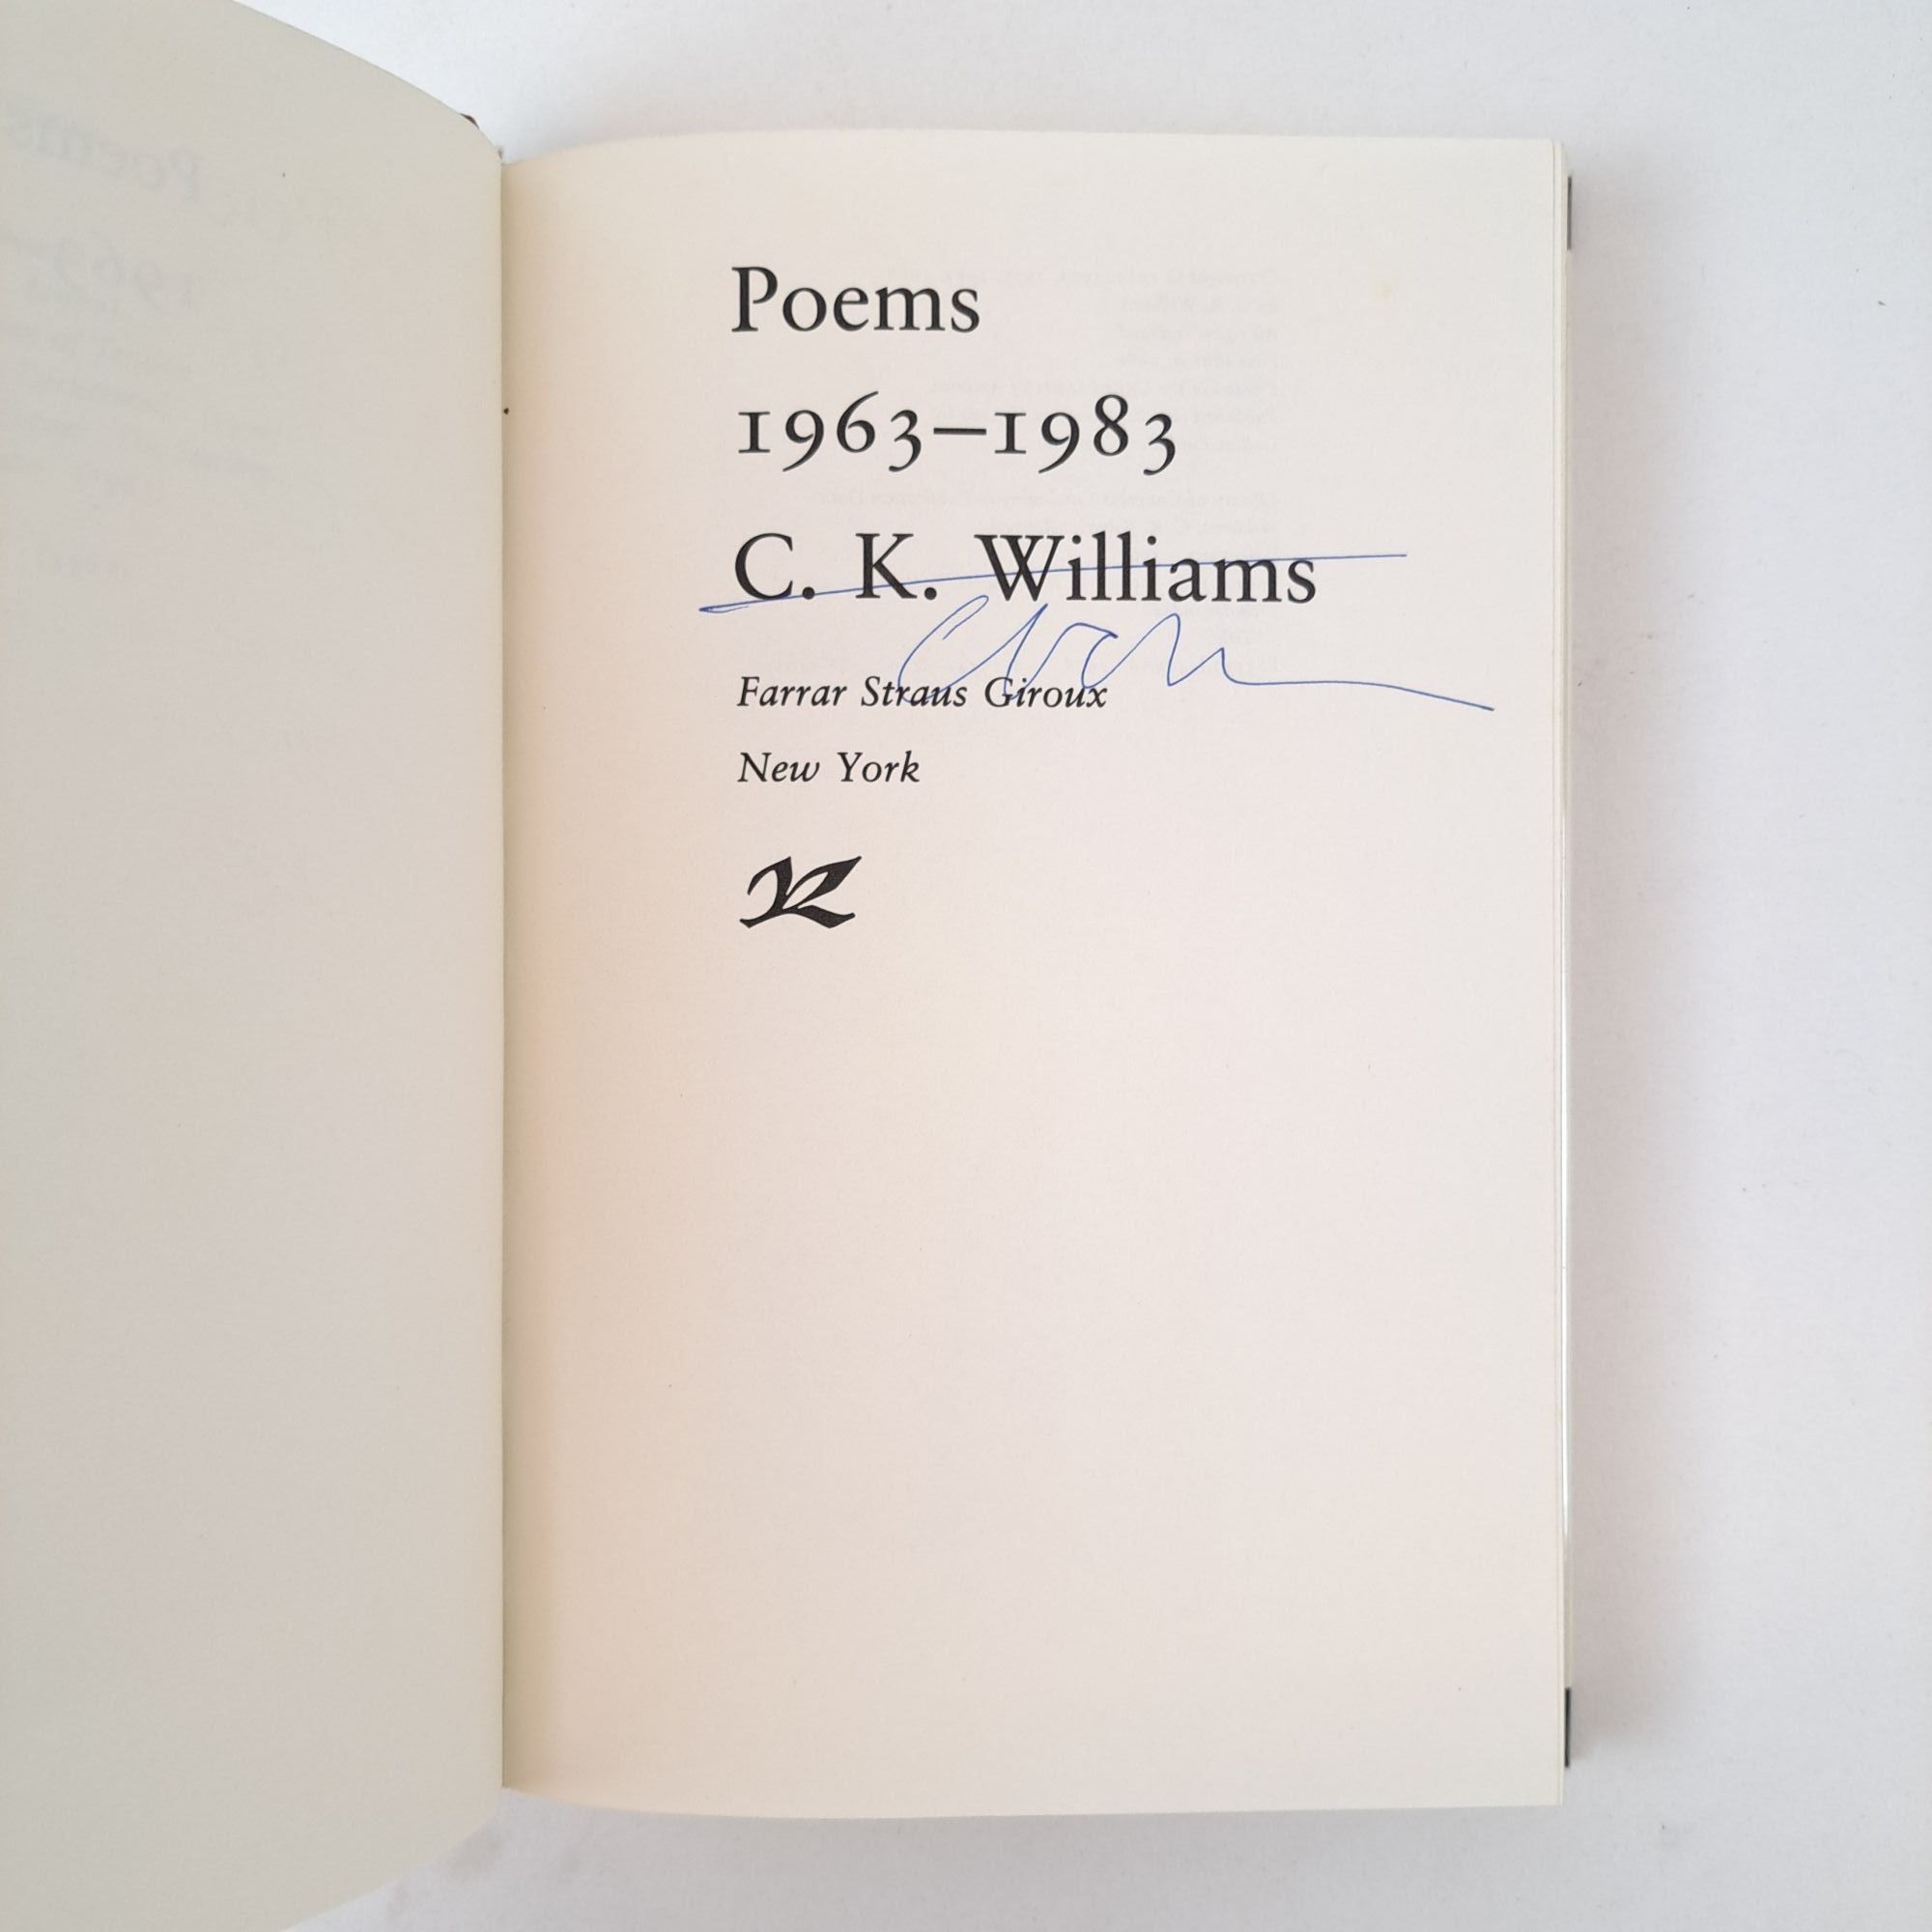 Poems
1963–1983
C. K. Williams
Farrar Straus Giroux
New York